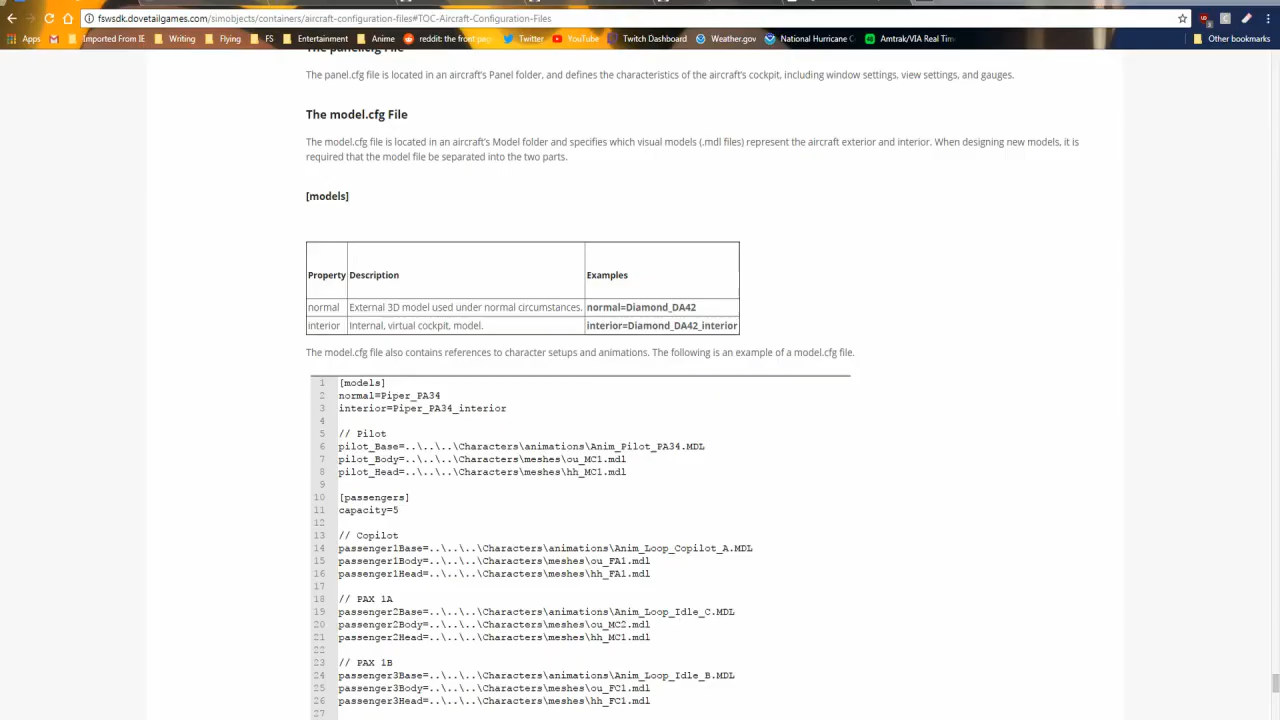 fswsdk.dovetailgames.com/simobjects/containers/aircraft-configuration-files#TOC-Aircraft-Configuration-Files
Apps Imported From IE Writing Flying FS Entertainment Anime reddit: the front pag Twitter YouTube Twitch Dashboard Weather.gov National Hurricane C Amtrak/VIA Real Tim Other bookmarks
The panel.cfg File
The panel.cfg file is located in an aircraft's Panel folder, and defines the characteristics of the aircraft's cockpit, including window settings, view settings, and gauges.
The model.cfg File
The model.cfg file is located in an aircraft's Model folder and specifies which visual models (.mdl files) represent the aircraft exterior and interior. When designing new models, it is
required that the model file be separated into the two parts.
[models]
Property Description Examples
normal External 3D model used under normal circumstances. normal=Diamond_DA42
interior Internal, virtual cockpit, model. interior=Diamond_DA42_interior
The model.cfg file also contains references to character setups and animations. The following is an example of a model.cfg file.
1 [models]
2 normal=Piper_PA34
3 interior=Piper_PA34_interior
4
5 // Pilot
6 pilot_Base=..\..\..\Characters\animations\Anim_Pilot_PA34.MDL
7 pilot_Body=..\..\..\Characters\meshes\ou_MC1.mdl
8 pilot_Head=..\..\..\Characters\meshes\hh_MC1.mdl
9
10 [passengers]
11 capacity=5
12
13 // Copilot
14 passenger1Base=..\..\..\Characters\animations\Anim_Loop_Copilot_A.MDL
15 passenger1Body=..\..\..\Characters\meshes\ou_FA1.mdl
16 passenger1Head=..\..\..\Characters\meshes\hh_FA1.mdl
17
18 // PAX 1A
19 passenger2Base=..\..\..\Characters\animations\Anim_Loop_Idle_C.MDL
20 passenger2Body=..\..\..\Characters\meshes\ou_MC2.mdl
21 passenger2Head=..\..\..\Characters\meshes\hh_MC1.mdl
22
23 // PAX 1B
24 passenger3Base=..\..\..\Characters\animations\Anim_Loop_Idle_B.MDL
25 passenger3Body=..\..\..\Characters\meshes\ou_FC1.mdl
26 passenger3Head=..\..\..\Characters\meshes\hh_FC1.mdl
27